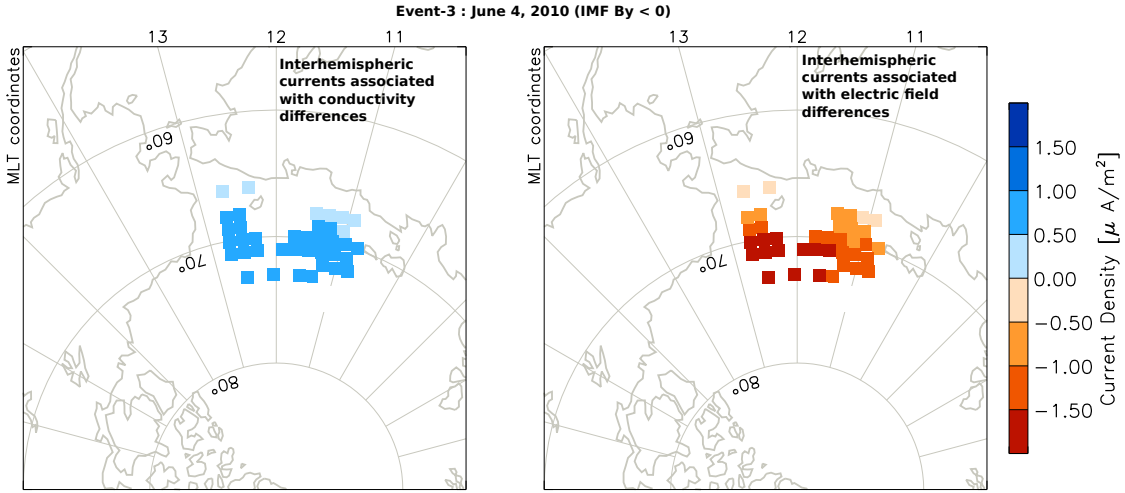 Event-3 : June 4, 2010 (IMF By < 0)
13 12 11
MLT coordinates
Interhemispheric
currents associated
with conductivity
differences
60°
70°
80°
13 12 11
MLT coordinates
Interhemispheric
currents associated
with electric field
differences
60°
70°
80°
1.50
1.00
0.50
0.00
−0.50
−1.00
−1.50
Current Density [μ A/m²]